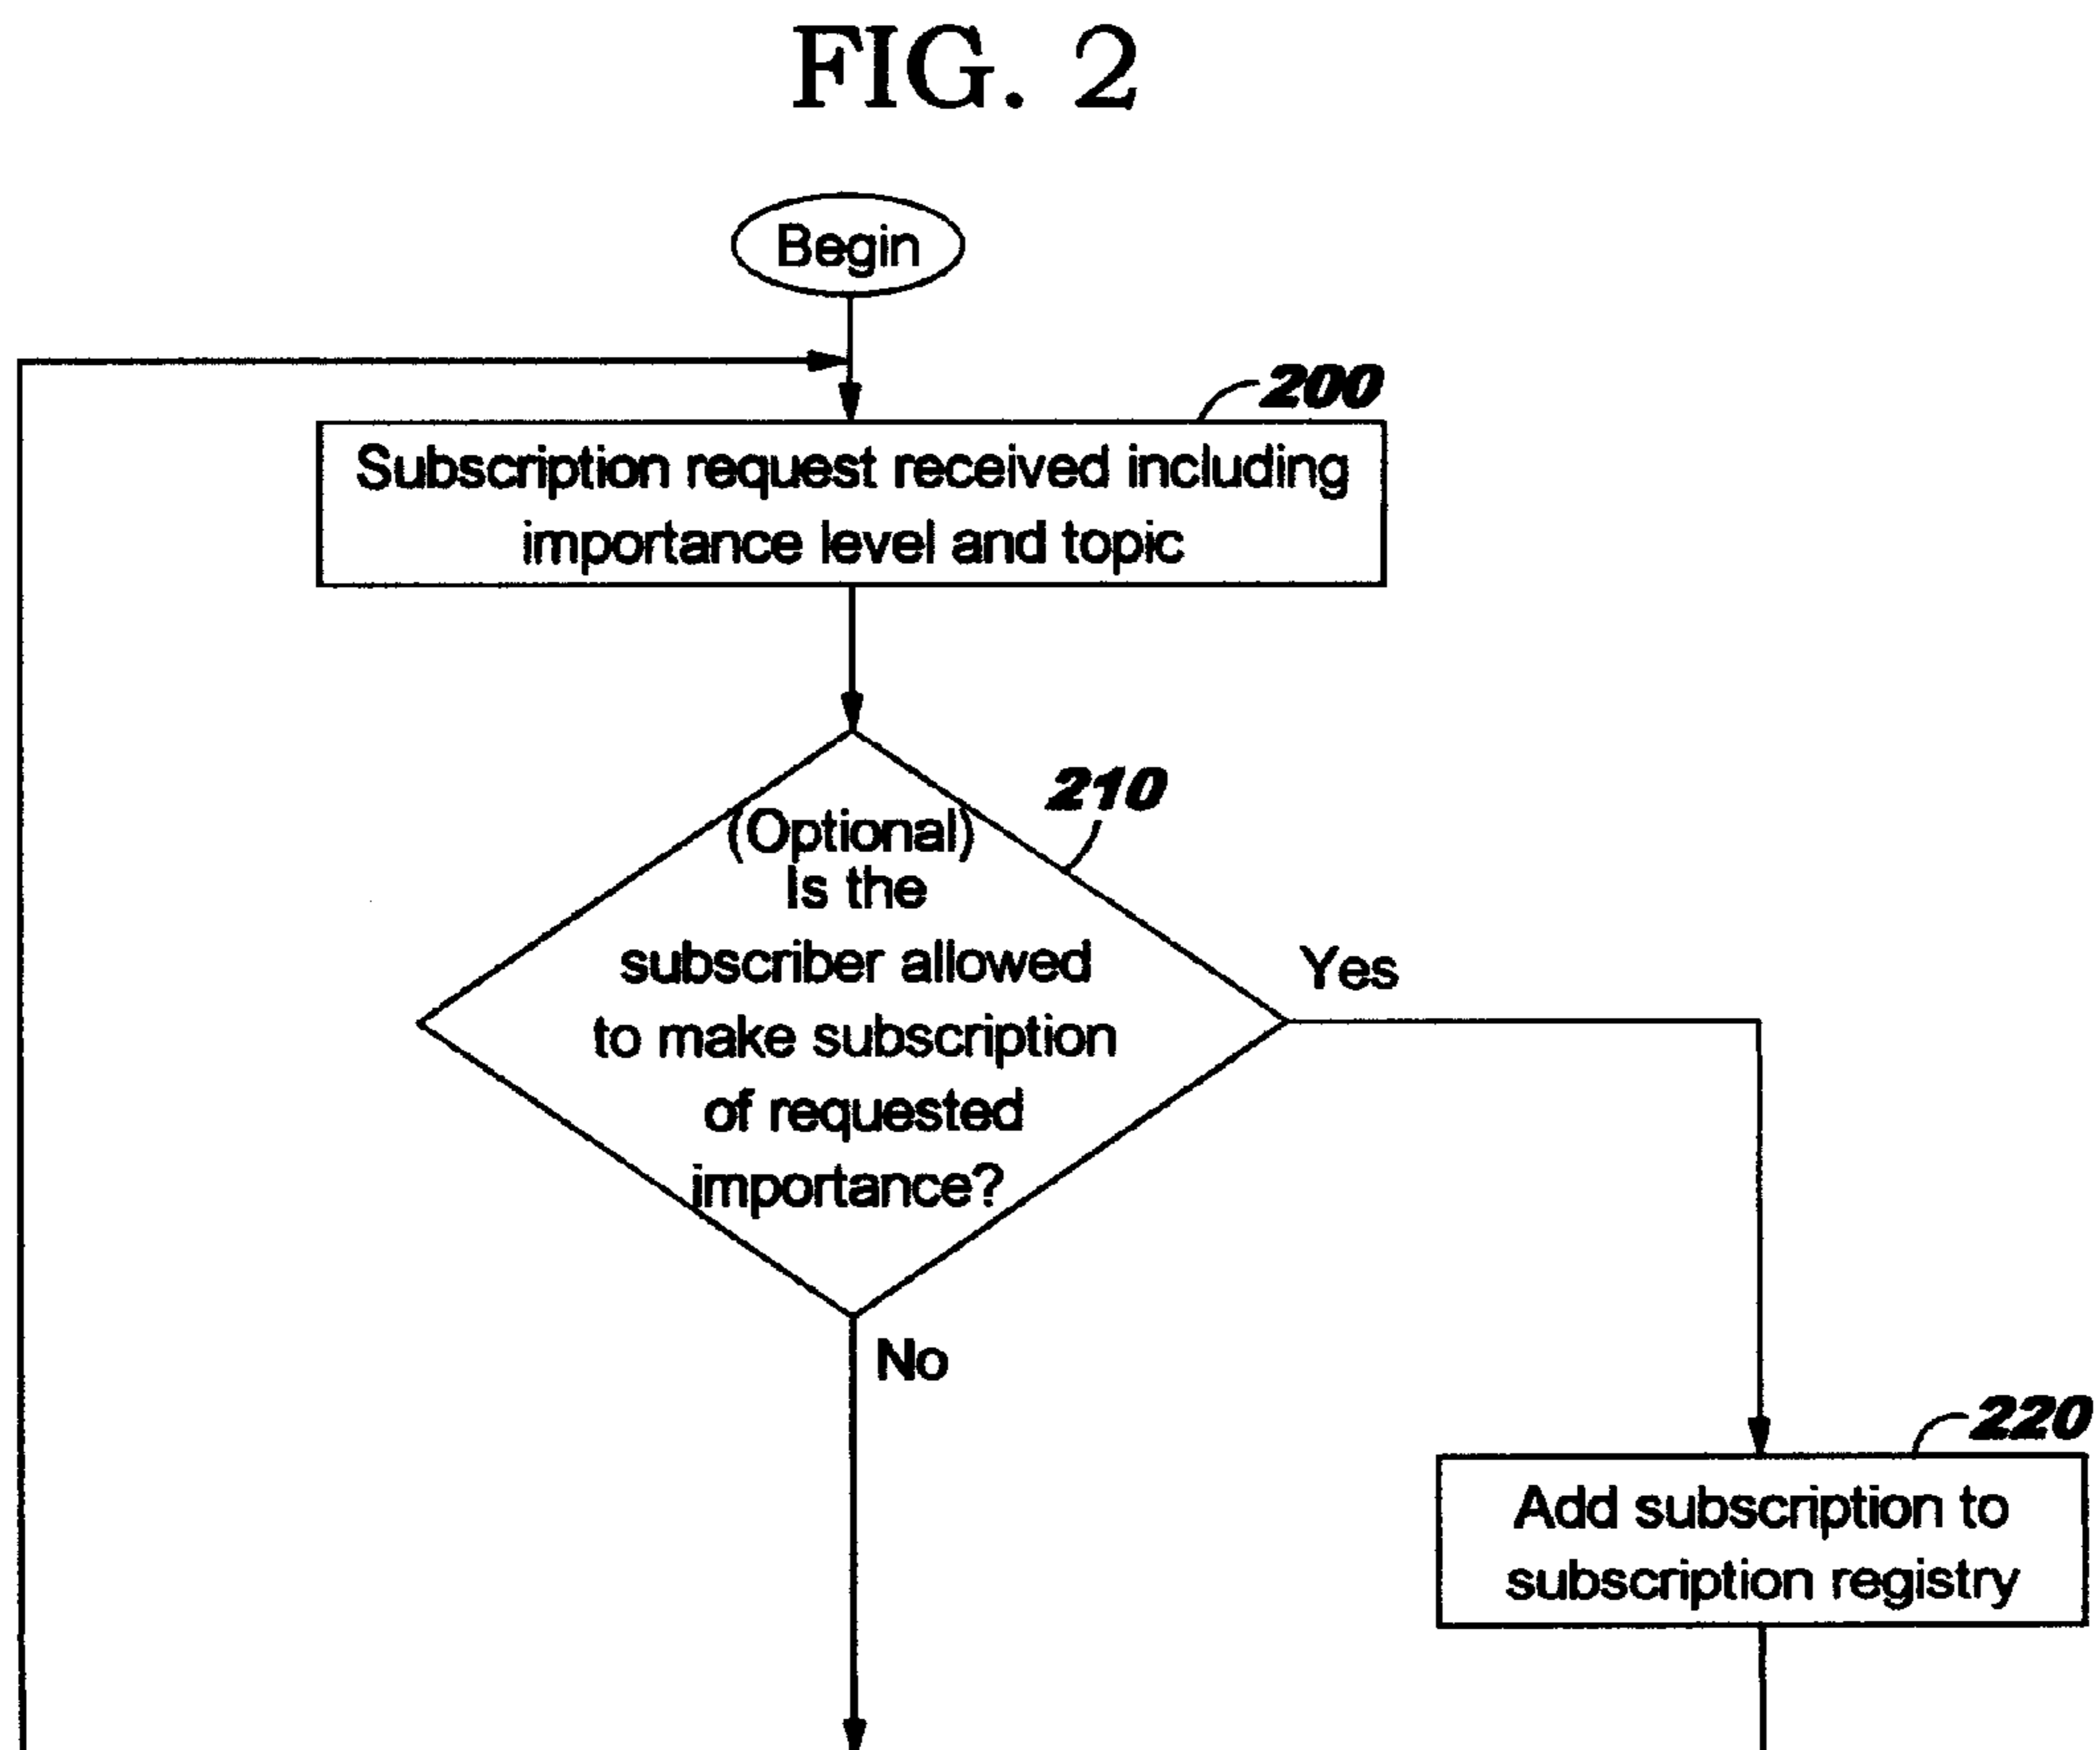 FIG. 2
Begin
200
Subscription request received including
importance level and topic
210
(Optional)
Is the
subscriber allowed
to make subscription
of requested
importance?
Yes
No
220
Add subscription to
subscription registry